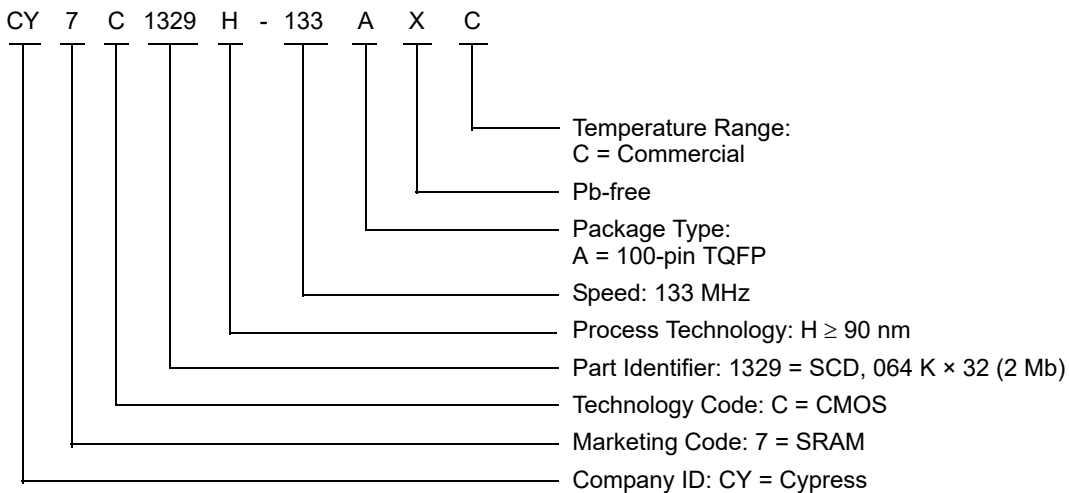 CY 7 C 1329 H - 133 A X C
Temperature Range:
C = Commercial
Pb-free
Package Type:
A = 100-pin TQFP
Speed: 133 MHz
Process Technology: H ≥ 90 nm
Part Identifier: 1329 = SCD, 064 K × 32 (2 Mb)
Technology Code: C = CMOS
Marketing Code: 7 = SRAM
Company ID: CY = Cypress